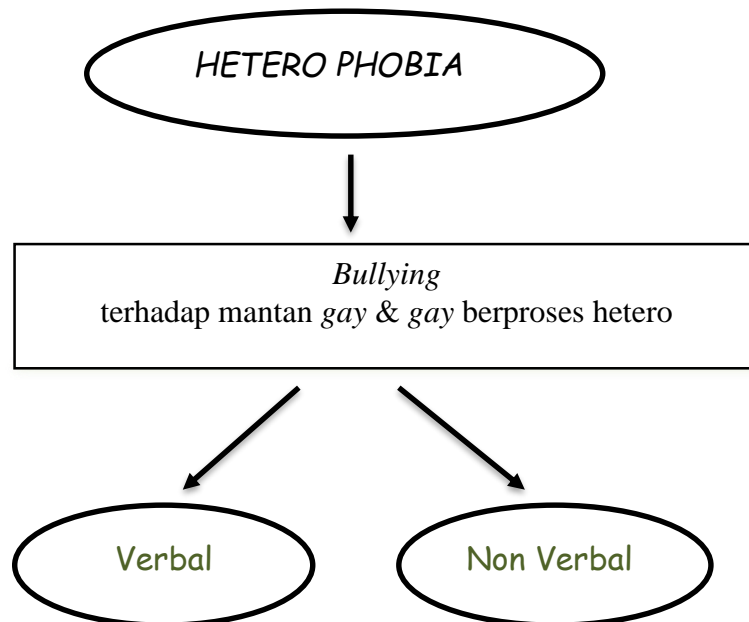 HETERO PHOBIA
Bullying
terhadap mantan gay & gay berproses hetero
Verbal
Non Verbal